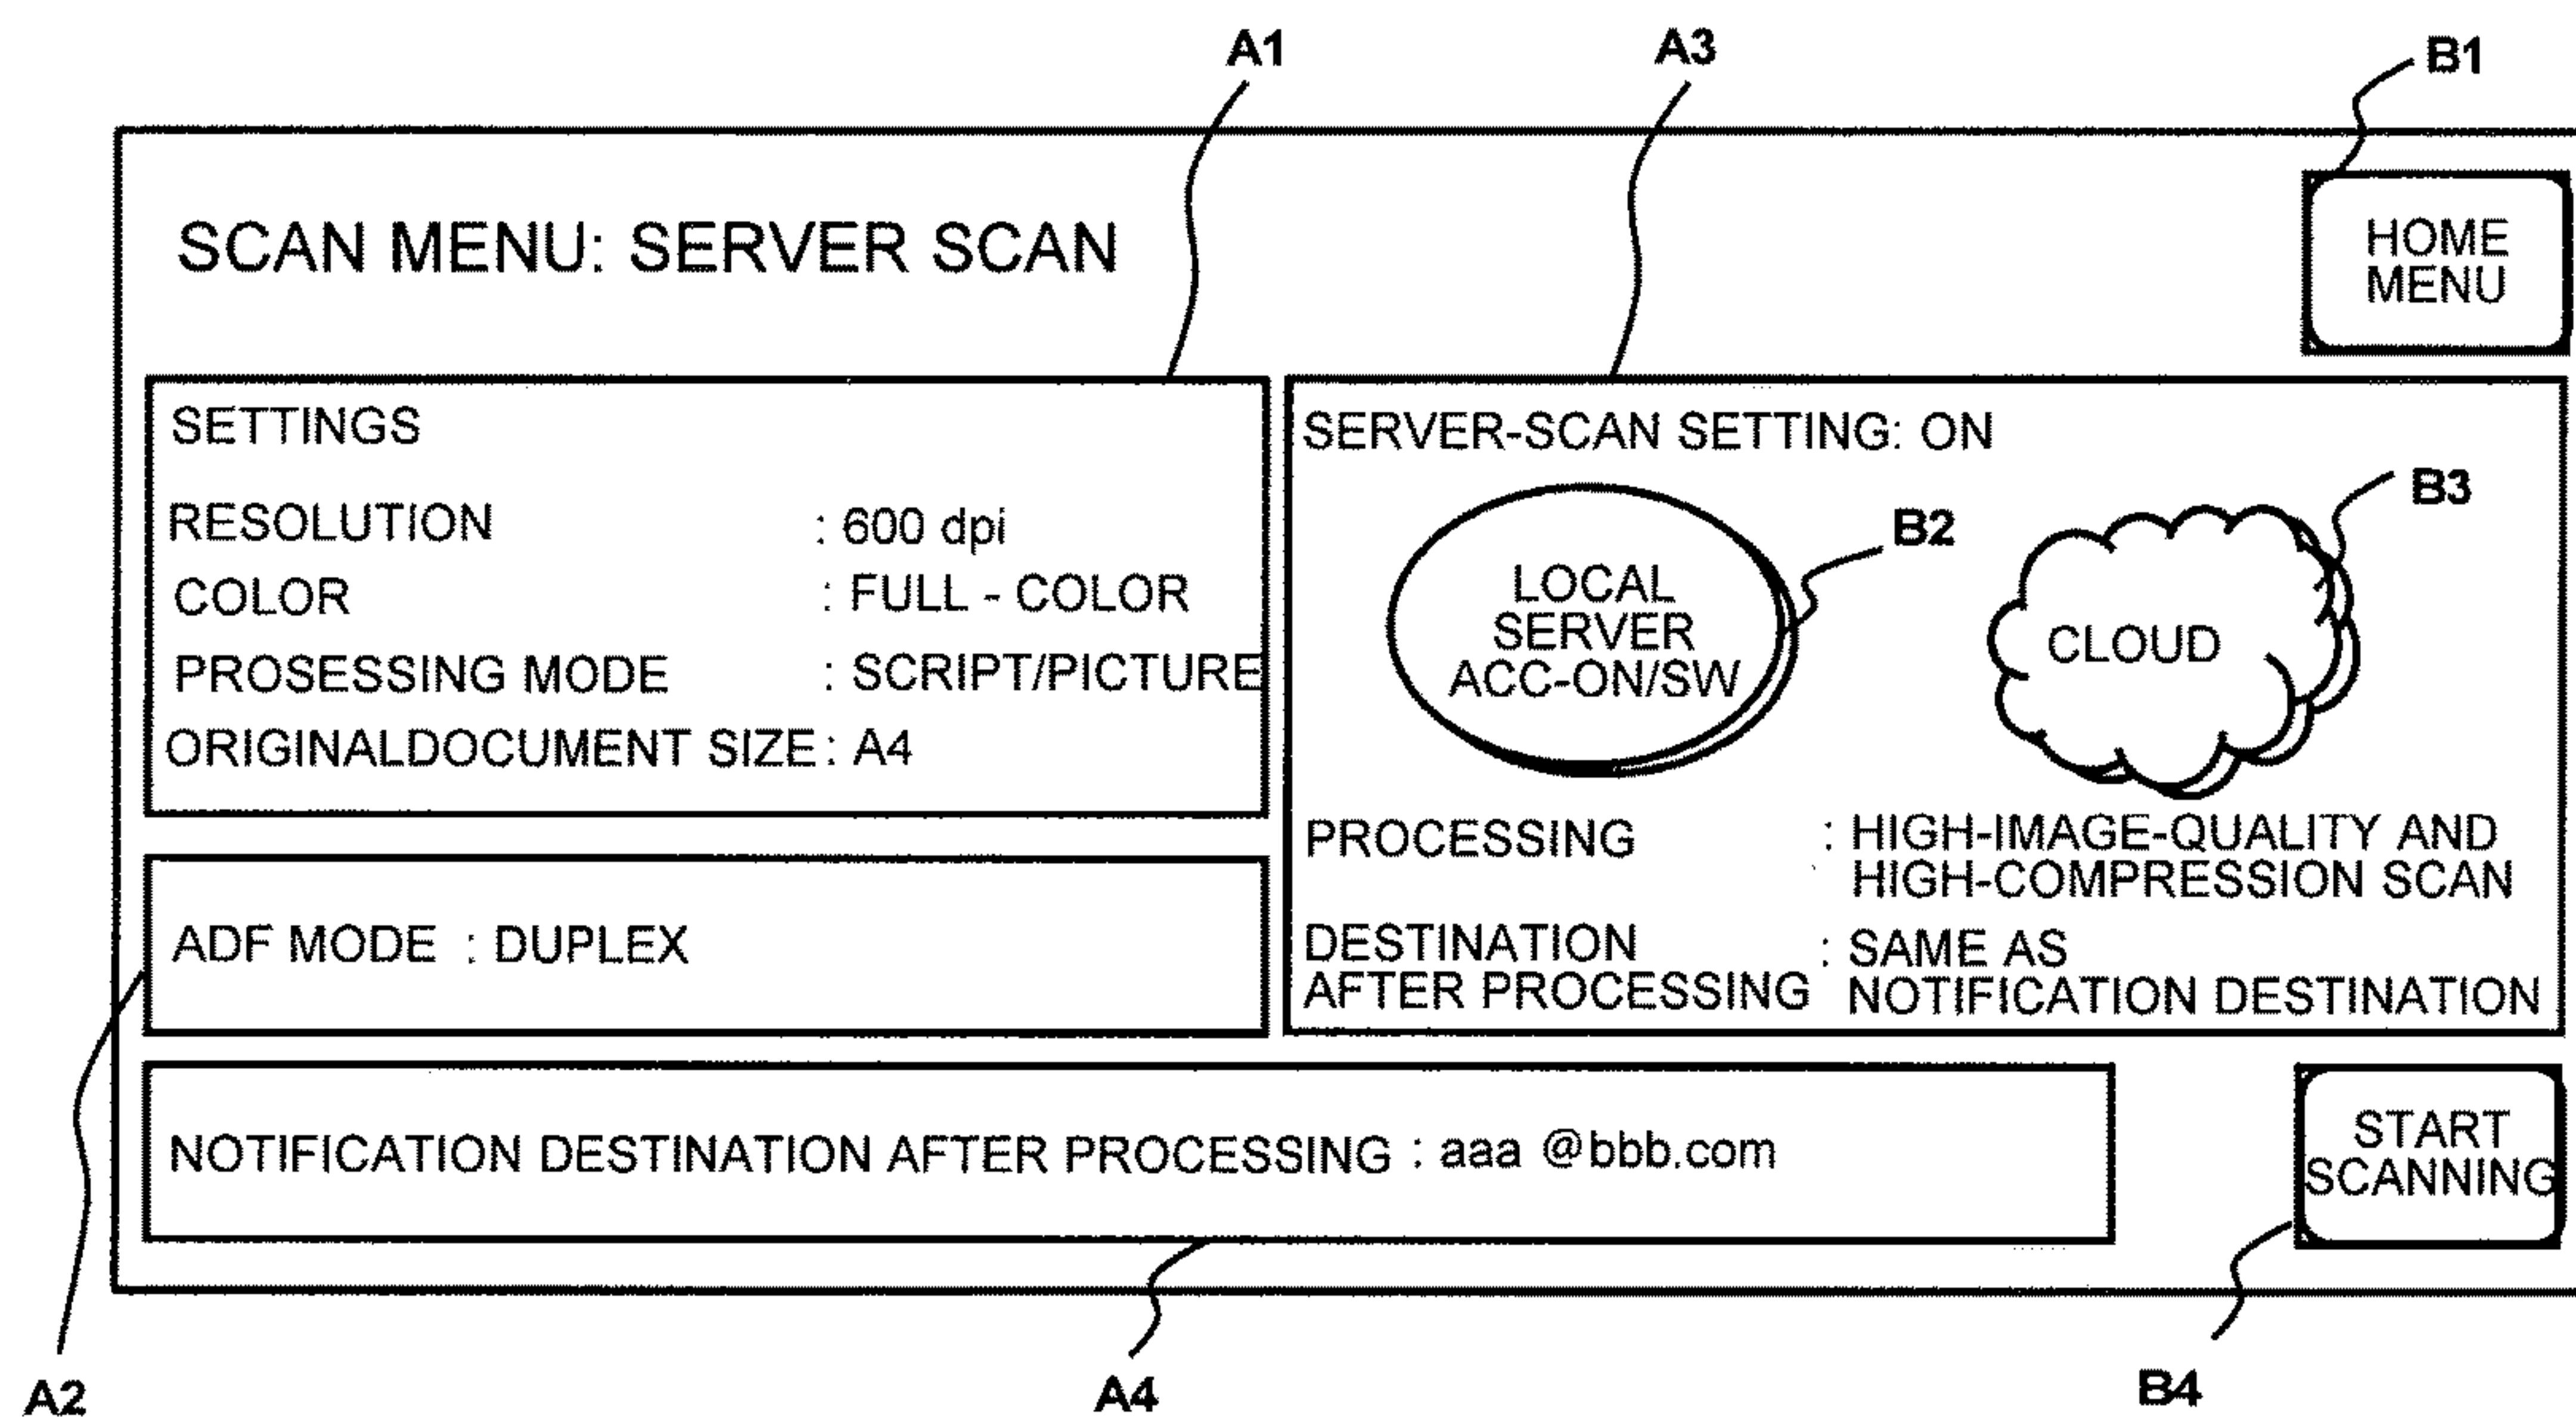 A1
A3
B1
SCAN MENU: SERVER SCAN
HOME
MENU
SETTINGS
RESOLUTION : 600 dpi
COLOR : FULL - COLOR
PROSESSING MODE : SCRIPT/PICTURE
ORIGINALDOCUMENT SIZE : A4
ADF MODE : DUPLEX
SERVER-SCAN SETTING: ON
B2
B3
LOCAL
SERVER
ACC-ON/SW
CLOUD
PROCESSING : HIGH-IMAGE-QUALITY AND
HIGH-COMPRESSION SCAN
DESTINATION : SAME AS
AFTER PROCESSING NOTIFICATION DESTINATION
NOTIFICATION DESTINATION AFTER PROCESSING : aaa @bbb.com
START
SCANNING
A2
A4
B4